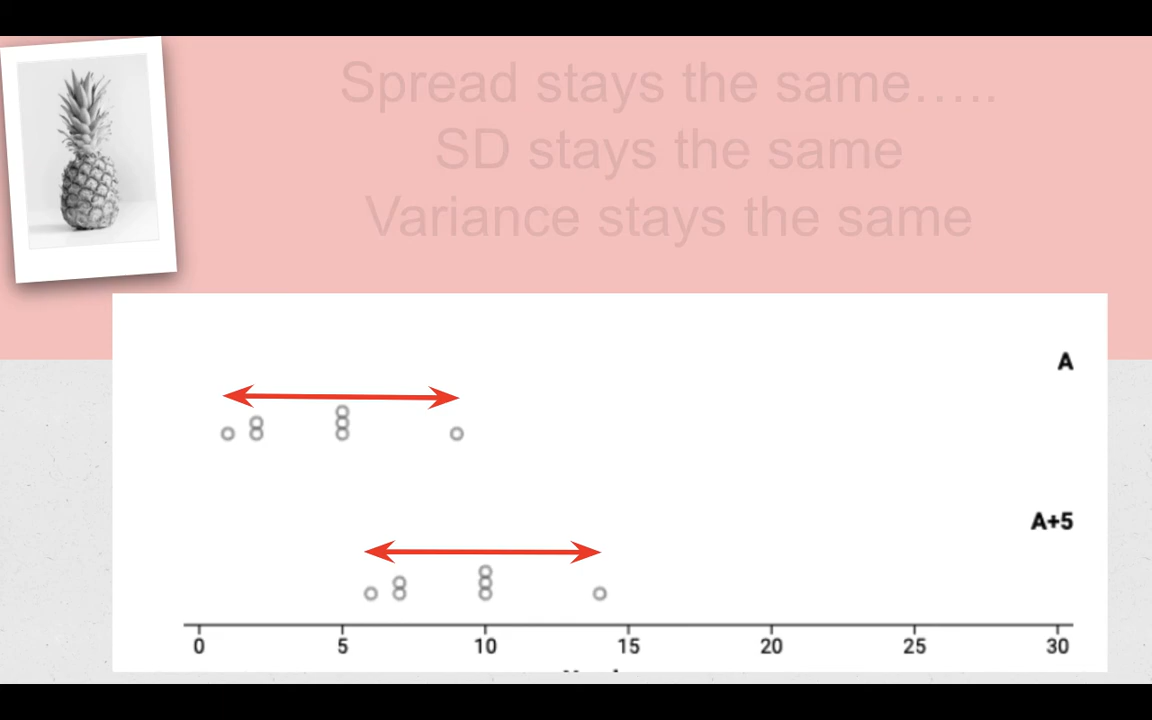 Spread stays the same.....
SD stays the same
Variance stays the same
A
A+5
0 5 10 15 20 25 30